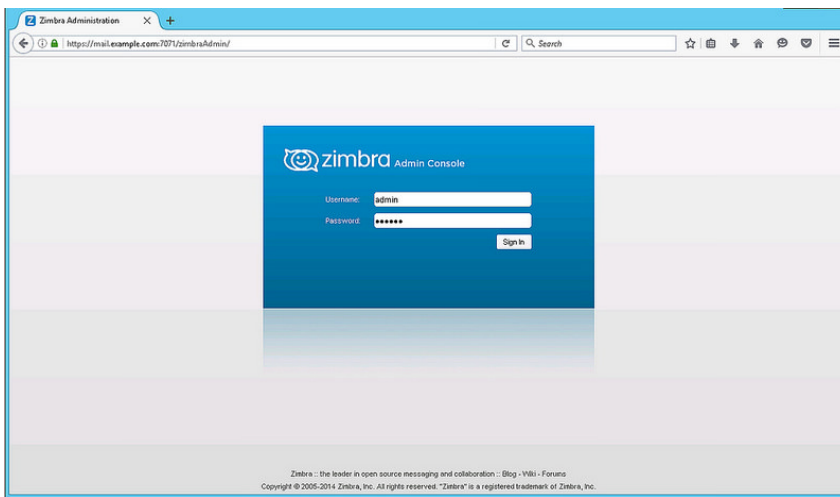 Zimbra Administration
https://mail.example.com:7071/zimbraAdmin/
Search
zimbra Admin Console
Username: admin
Password: ••••••
Sign In
Zimbra :: the leader in open source messaging and collaboration :: Blog - Wiki - Forums
Copyright © 2005-2014 Zimbra, Inc. All rights reserved. "Zimbra" is a registered trademark of Zimbra, Inc.